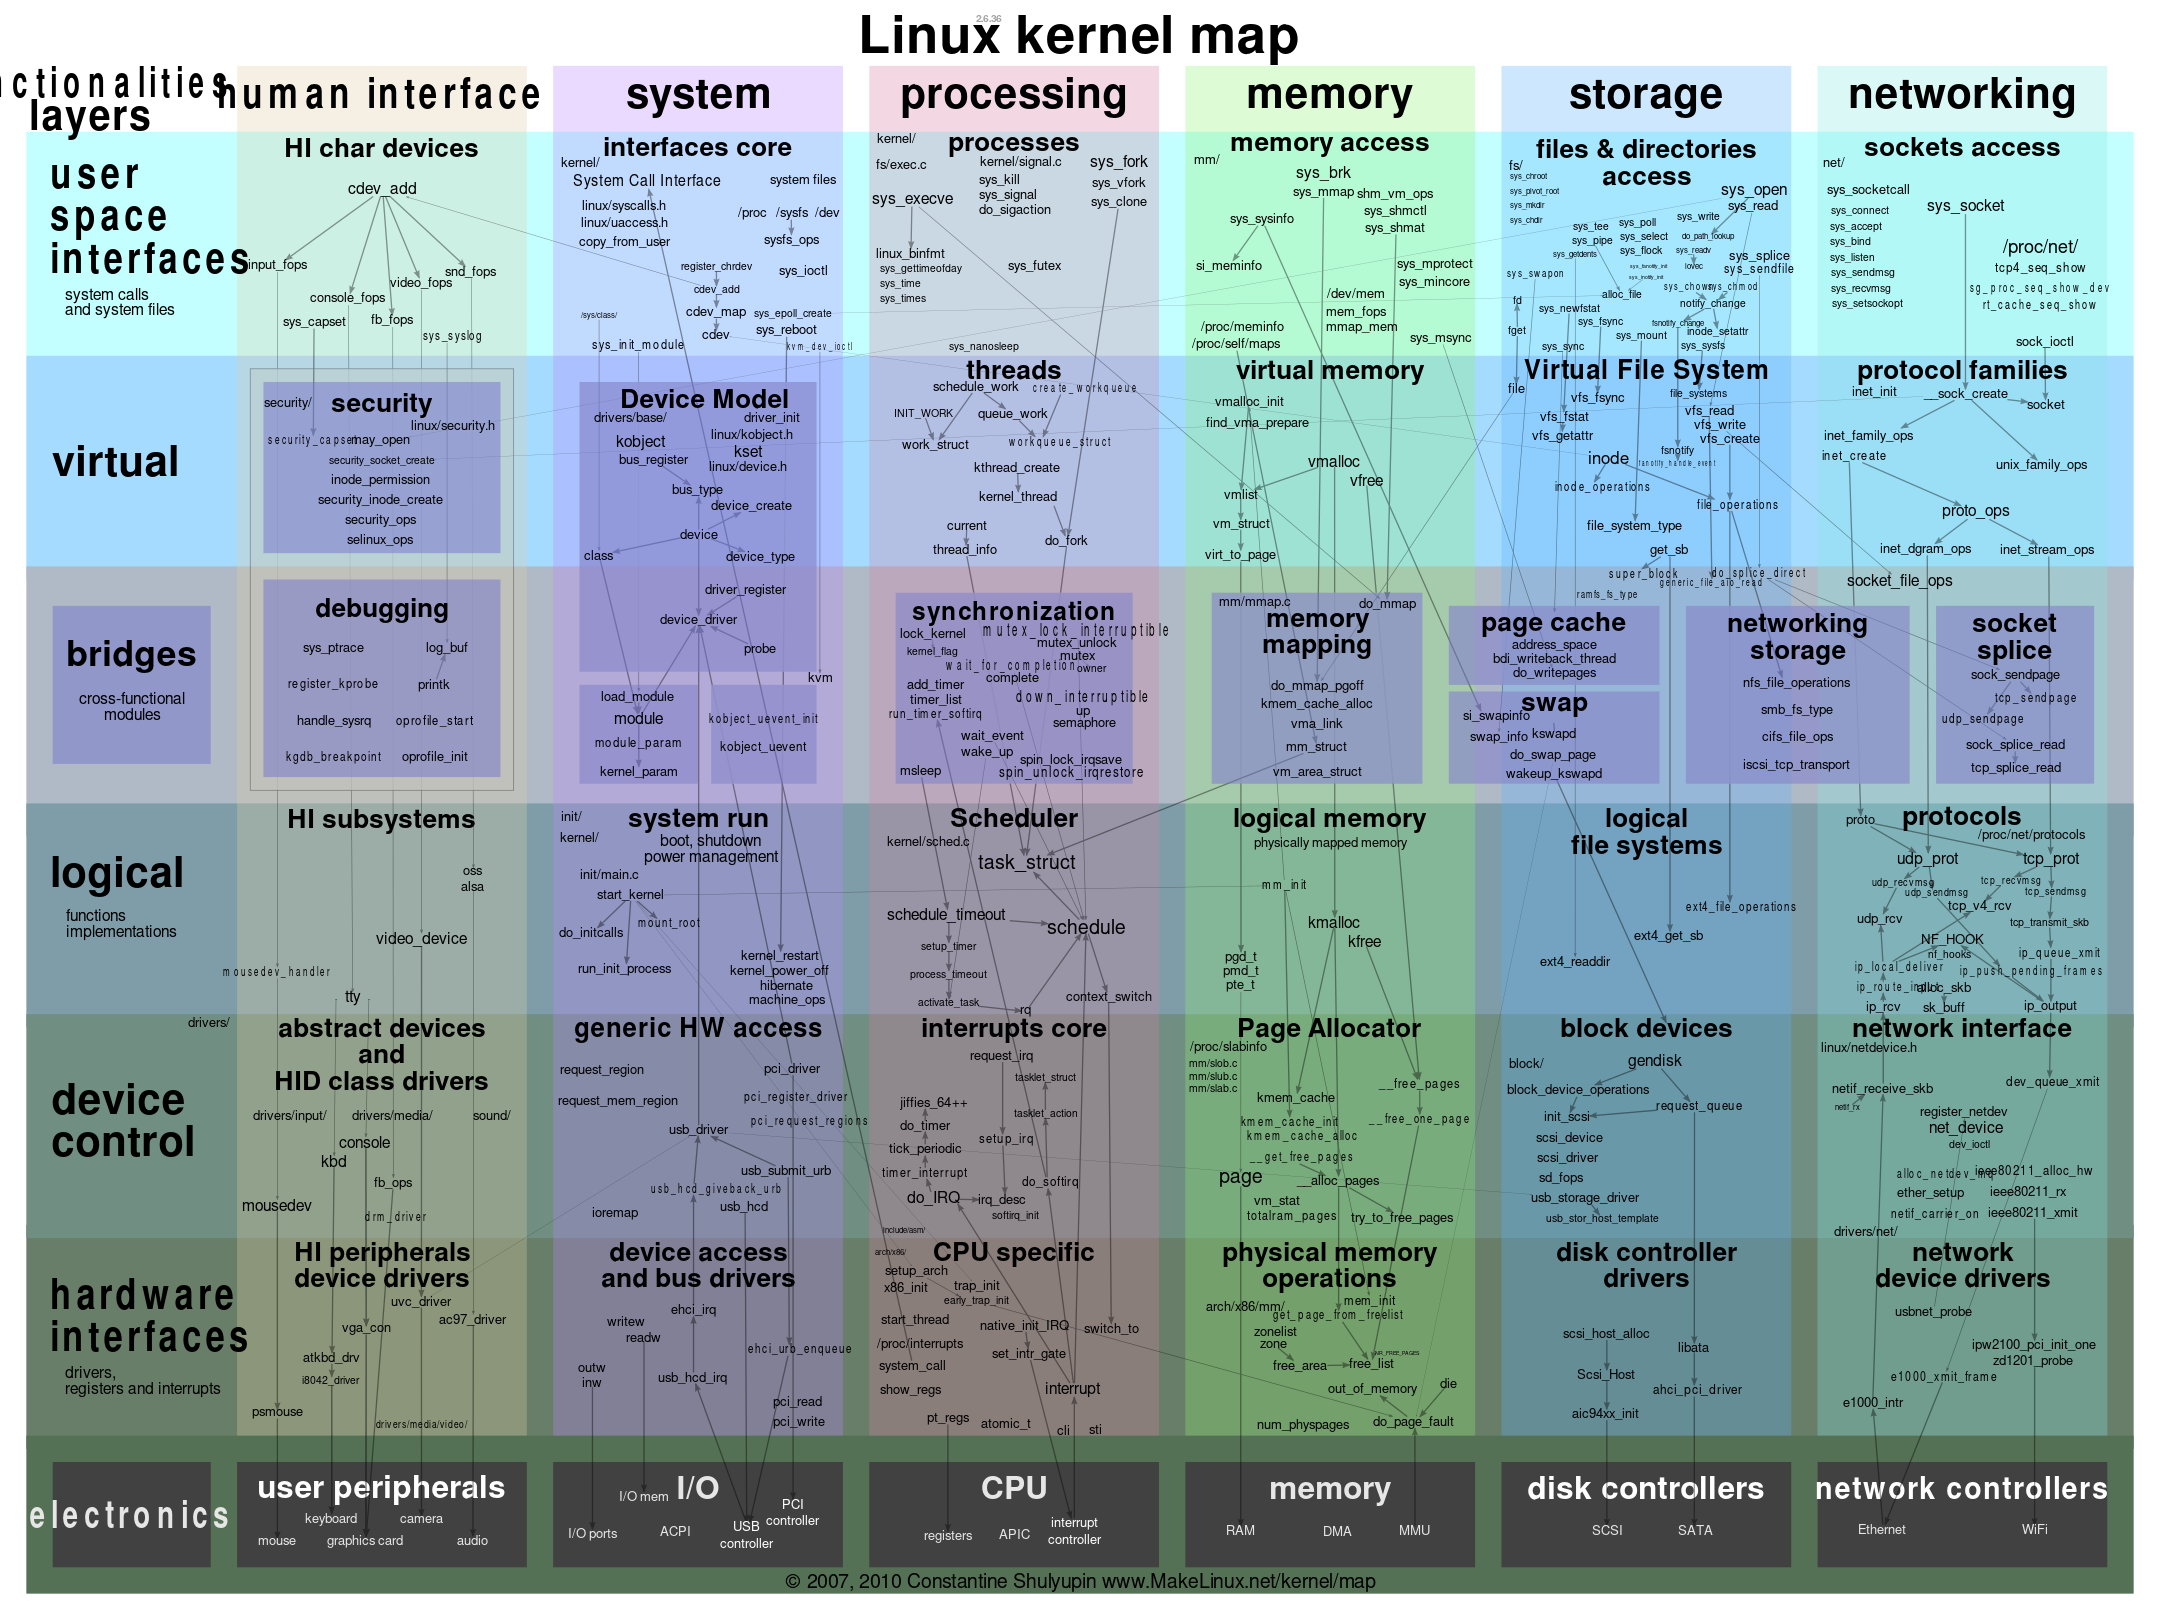 Linux kernel map
2.6.36
nctionalities
layers
human interface
system
processing
memory
storage
networking
user
space
interfaces
system calls
and system files
HI char devices
cdev_add
input_fops
snd_fops
video_fops
console_fops
fb_fops
sys_capset
sys_syslog
interfaces core
kernel/
System Call Interface
system files
linux/syscalls.h
linux/uaccess.h
copy_from_user
/proc /sysfs /dev
sysfs_ops
register_chrdev
sys_ioctl
cdev_add
cdev_map
sys_epoll_create
/sys/class/
cdev
sys_reboot
sys_init_module
kvm_dev_ioctl
processes
kernel/
fs/exec.c
kernel/signal.c
sys_fork
sys_kill
sys_vfork
sys_signal
sys_execve
sys_clone
do_sigaction
linux_binfmt
sys_gettimeofday
sys_futex
sys_time
sys_times
sys_nanosleep
memory access
mm/
sys_brk
sys_mmap
shm_vm_ops
sys_shmctl
sys_sysinfo
sys_shmat
si_meminfo
sys_mprotect
sys_mincore
/dev/mem
mem_fops
mmap_mem
/proc/meminfo
/proc/self/maps
sys_msync
files & directories
access
fs/
sys_chroot
sys_pivot_root
sys_mkdir
sys_chdir
sys_open
sys_read
sys_write
sys_tee
sys_poll
sys_pipe
sys_select
do_path_lookup
sys_getdents
sys_flock
sys_readv
sys_splice
sys_fanotify_init
iovec
sys_sendfile
sys_swapon
sys_inotify_init
sys_chown
sys_chmod
alloc_file
fd
sys_newfstat
notify_change
sys_fsync
fsnotify_change
fget
inode_setattr
sys_mount
sys_sync
sys_sysfs
sockets access
net/
sys_socketcall
sys_connect
sys_socket
sys_accept
sys_bind
/proc/net/
sys_listen
tcp4_seq_show
sys_sendmsg
sg_proc_seq_show_dev
sys_recvmsg
rt_cache_seq_show
sys_setsockopt
sock_ioctl
virtual
security
security/
linux/security.h
security_capset
may_open
security_socket_create
inode_permission
security_inode_create
security_ops
selinux_ops
Device Model
drivers/base/
driver_init
kobject
linux/kobject.h
kset
bus_register
linux/device.h
bus_type
device_create
device
class
device_type
driver_register
device_driver
probe
kvm
threads
schedule_work
create_workqueue
INIT_WORK
queue_work
work_struct
workqueue_struct
kthread_create
kernel_thread
current
thread_info
do_fork
virtual memory
vmalloc_init
find_vma_prepare
vmalloc
vfree
vmlist
vm_struct
virt_to_page
Virtual File System
file
file_systems
vfs_fsync
vfs_read
vfs_fstat
vfs_write
vfs_getattr
vfs_create
fsnotify
inode
fanotify_handle_event
inode_operations
file_operations
file_system_type
get_sb
super_block
do_splice_direct
generic_file_aio_read
ramfs_fs_type
protocol families
inet_init
__sock_create
socket
inet_family_ops
inet_create
unix_family_ops
proto_ops
inet_dgram_ops
inet_stream_ops
socket_file_ops
bridges
cross-functional
modules
debugging
sys_ptrace
log_buf
register_kprobe
printk
handle_sysrq
oprofile_start
kgdb_breakpoint
oprofile_init
load_module
module
module_param
kernel_param
kobject_uevent_init
kobject_uevent
synchronization
lock_kernel
mutex_lock_interruptible
kernel_flag
mutex_unlock
mutex
wait_for_completion
owner
complete
add_timer
timer_list
down_interruptible
run_timer_softirq
up
semaphore
wait_event
wake_up
spin_lock_irqsave
msleep
spin_unlock_irqrestore
mm/mmap.c
do_mmap
memory
mapping
do_mmap_pgoff
kmem_cache_alloc
vma_link
mm_struct
vm_area_struct
page cache
address_space
bdi_writeback_thread
do_writepages
swap
si_swapinfo
swap_info
kswapd
do_swap_page
wakeup_kswapd
networking
storage
nfs_file_operations
smb_fs_type
cifs_file_ops
iscsi_tcp_transport
socket
splice
sock_sendpage
tcp_sendpage
udp_sendpage
sock_splice_read
tcp_splice_read
logical
functions
implementations
HI subsystems
oss
alsa
video_device
mousedev_handler
tty
system run
init/
kernel/
boot, shutdown
power management
init/main.c
start_kernel
do_initcalls
mount_root
run_init_process
kernel_restart
kernel_power_off
hibernate
machine_ops
Scheduler
kernel/sched.c
task_struct
schedule_timeout
schedule
setup_timer
process_timeout
activate_task
rq
context_switch
logical memory
physically mapped memory
mm_init
kmalloc
kfree
pgd_t
pmd_t
pte_t
logical
file systems
ext4_file_operations
ext4_get_sb
ext4_readdir
protocols
proto
/proc/net/protocols
udp_prot
tcp_prot
udp_recvmsg
tcp_recvmsg
udp_sendmsg
tcp_sendmsg
tcp_v4_rcv
udp_rcv
tcp_transmit_skb
NF_HOOK
nf_hooks
ip_queue_xmit
ip_local_deliver
ip_push_pending_frames
ip_route_input
alloc_skb
ip_rcv
sk_buff
ip_output
device
control
drivers/
abstract devices
and
HID class drivers
drivers/input/
drivers/media/
sound/
console
kbd
fb_ops
mousedev
drm_driver
generic HW access
request_region
pci_driver
request_mem_region
pci_register_driver
pci_request_regions
usb_driver
usb_submit_urb
usb_hcd_giveback_urb
usb_hcd
ioremap
interrupts core
request_irq
tasklet_struct
jiffies_64++
tasklet_action
do_timer
setup_irq
tick_periodic
timer_interrupt
do_softirq
do_IRQ
irq_desc
softirq_init
Page Allocator
/proc/slabinfo
mm/slob.c
mm/slub.c
mm/slab.c
__free_pages
kmem_cache
kmem_cache_init
__free_one_page
kmem_cache_alloc
__get_free_pages
page
__alloc_pages
vm_stat
totalram_pages
try_to_free_pages
block devices
block/
gendisk
block_device_operations
request_queue
init_scsi
scsi_device
scsi_driver
sd_fops
usb_storage_driver
usb_stor_host_template
network interface
linux/netdevice.h
netif_receive_skb
dev_queue_xmit
netif_rx
register_netdev
net_device
dev_ioctl
alloc_netdev_mq
ieee80211_alloc_hw
ether_setup
ieee80211_rx
netif_carrier_on
ieee80211_xmit
drivers/net/
hardware
interfaces
drivers,
registers and interrupts
HI peripherals
device drivers
uvc_driver
ac97_driver
vga_con
atkbd_drv
i8042_driver
psmouse
drivers/media/video/
device access
and bus drivers
ehci_irq
writew
readw
ehci_urb_enqueue
outw
inw
usb_hcd_irq
pci_read
pci_write
include/asm/
arch/x86/
CPU specific
setup_arch
x86_init
trap_init
early_trap_init
start_thread
native_init_IRQ
switch_to
/proc/interrupts
set_intr_gate
system_call
show_regs
interrupt
pt_regs
atomic_t
cli
sti
physical memory
operations
arch/x86/mm/
mem_init
get_page_from_freelist
zonelist
zone
NR_FREE_PAGES
free_area
free_list
out_of_memory
die
num_physpages
do_page_fault
disk controller
drivers
scsi_host_alloc
libata
Scsi_Host
ahci_pci_driver
aic94xx_init
network
device drivers
usbnet_probe
ipw2100_pci_init_one
zd1201_probe
e1000_xmit_frame
e1000_intr
electronics
user peripherals
keyboard
camera
mouse
graphics card
audio
I/O
I/O mem
PCI
controller
I/O ports
ACPI
USB
controller
CPU
registers
APIC
interrupt
controller
memory
RAM
DMA
MMU
disk controllers
SCSI
SATA
network controllers
Ethernet
WiFi
© 2007, 2010 Constantine Shulyupin www.MakeLinux.net/kernel/map